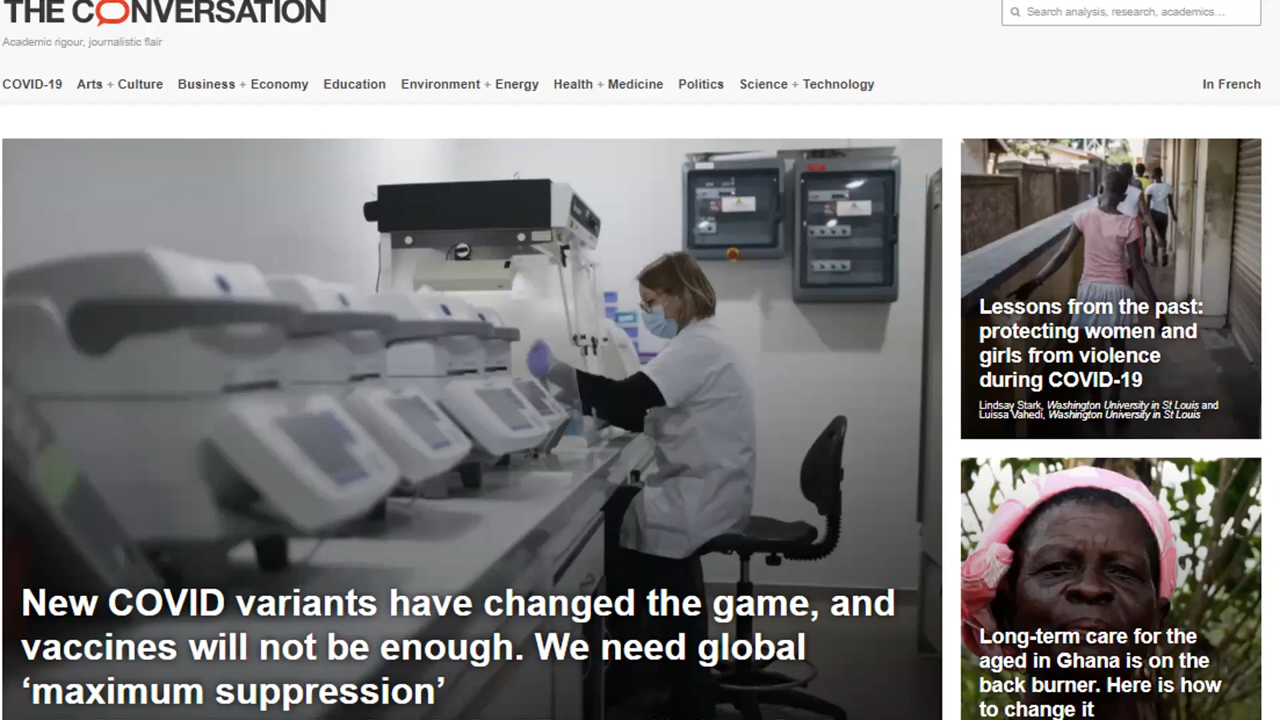 THE CONVERSATION
Search analysis, research, academics...
Academic rigour, journalistic flair
COVID-19 Arts + Culture Business + Economy Education Environment + Energy Health + Medicine Politics Science + Technology In French
New COVID variants have changed the game, and
vaccines will not be enough. We need global
‘maximum suppression’
Lessons from the past:
protecting women and
girls from violence
during COVID-19
Lindsay Stark, Washington University in St Louis and
Luissa Vahedi, Washington University in St Louis
Long-term care for the
aged in Ghana is on the
back burner. Here is how
to change it